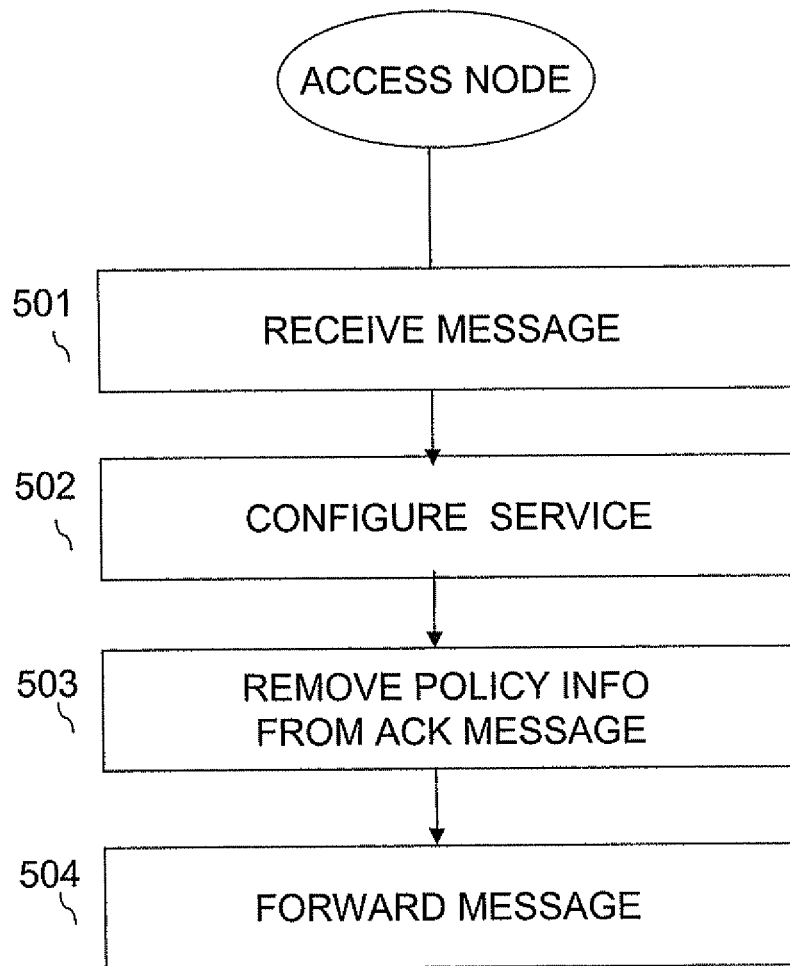 ACCESS NODE
501
RECEIVE MESSAGE
502
CONFIGURE SERVICE
503
REMOVE POLICY INFO
FROM ACK MESSAGE
504
FORWARD MESSAGE